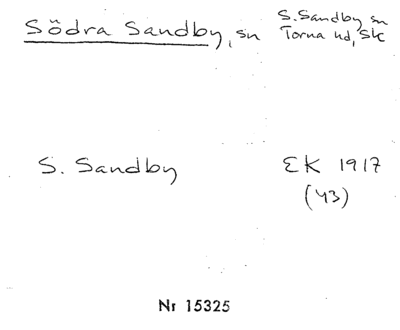 Södra Sandby, sn
S. Sandby sn
Torna hd, Sk
S. Sandby
EK 1917
(43)
Nr 15325